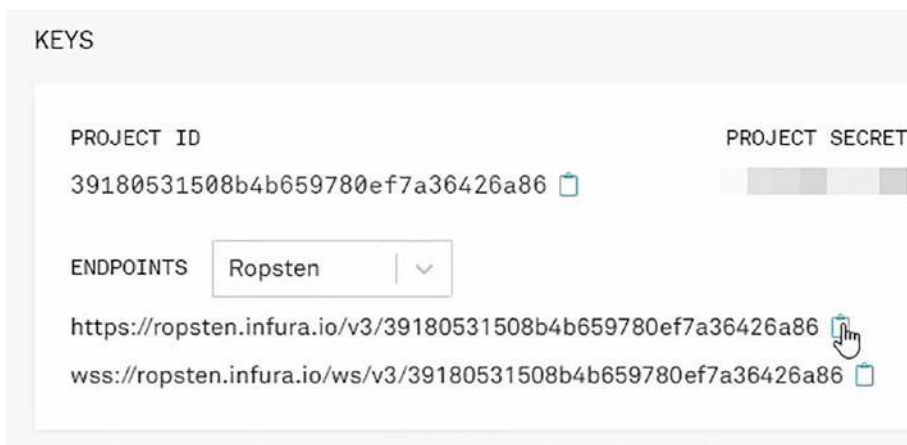 KEYS
PROJECT ID
PROJECT SECRET
39180531508b4b659780ef7a36426a86
ENDPOINTS
Ropsten
https://ropsten.infura.io/v3/39180531508b4b659780ef7a36426a86
wss://ropsten.infura.io/ws/v3/39180531508b4b659780ef7a36426a86